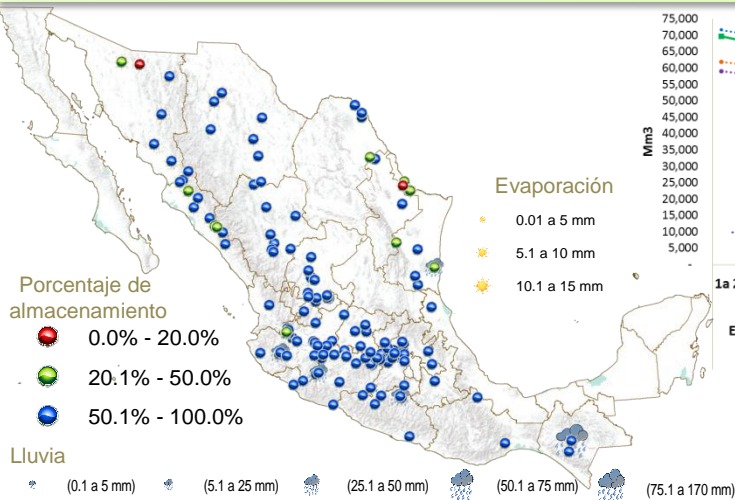 75,000
70,000
65,000
60,000
55,000
50,000
45,000
40,000
35,000
30,000
25,000
20,000
15,000
10,000
5,000
Mm3
1a 2
E
Evaporación
0.01 a 5 mm
5.1 a 10 mm
10.1 a 15 mm
Porcentaje de
almacenamiento
0.0% - 20.0%
20.1% - 50.0%
50.1% - 100.0%
Lluvia
(0.1 a 5 mm) (5.1 a 25 mm) (25.1 a 50 mm) (50.1 a 75 mm) (75.1 a 170 mm)